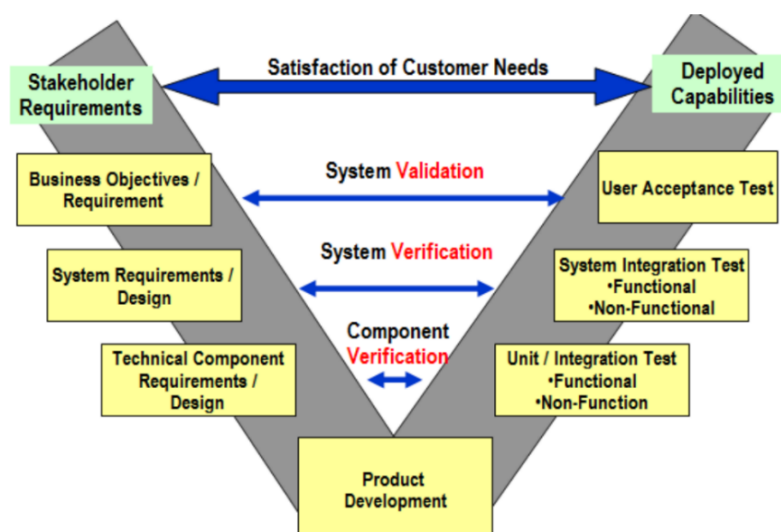 Satisfaction of Customer Needs
Stakeholder
Requirements
Deployed
Capabilities
Business Objectives /
Requirement
System Validation
User Acceptance Test
System Requirements /
Design
System Verification
System Integration Test
•Functional
•Non-Functional
Technical Component
Requirements /
Design
Component
Verification
Unit / Integration Test
•Functional
•Non-Function
Product
Development